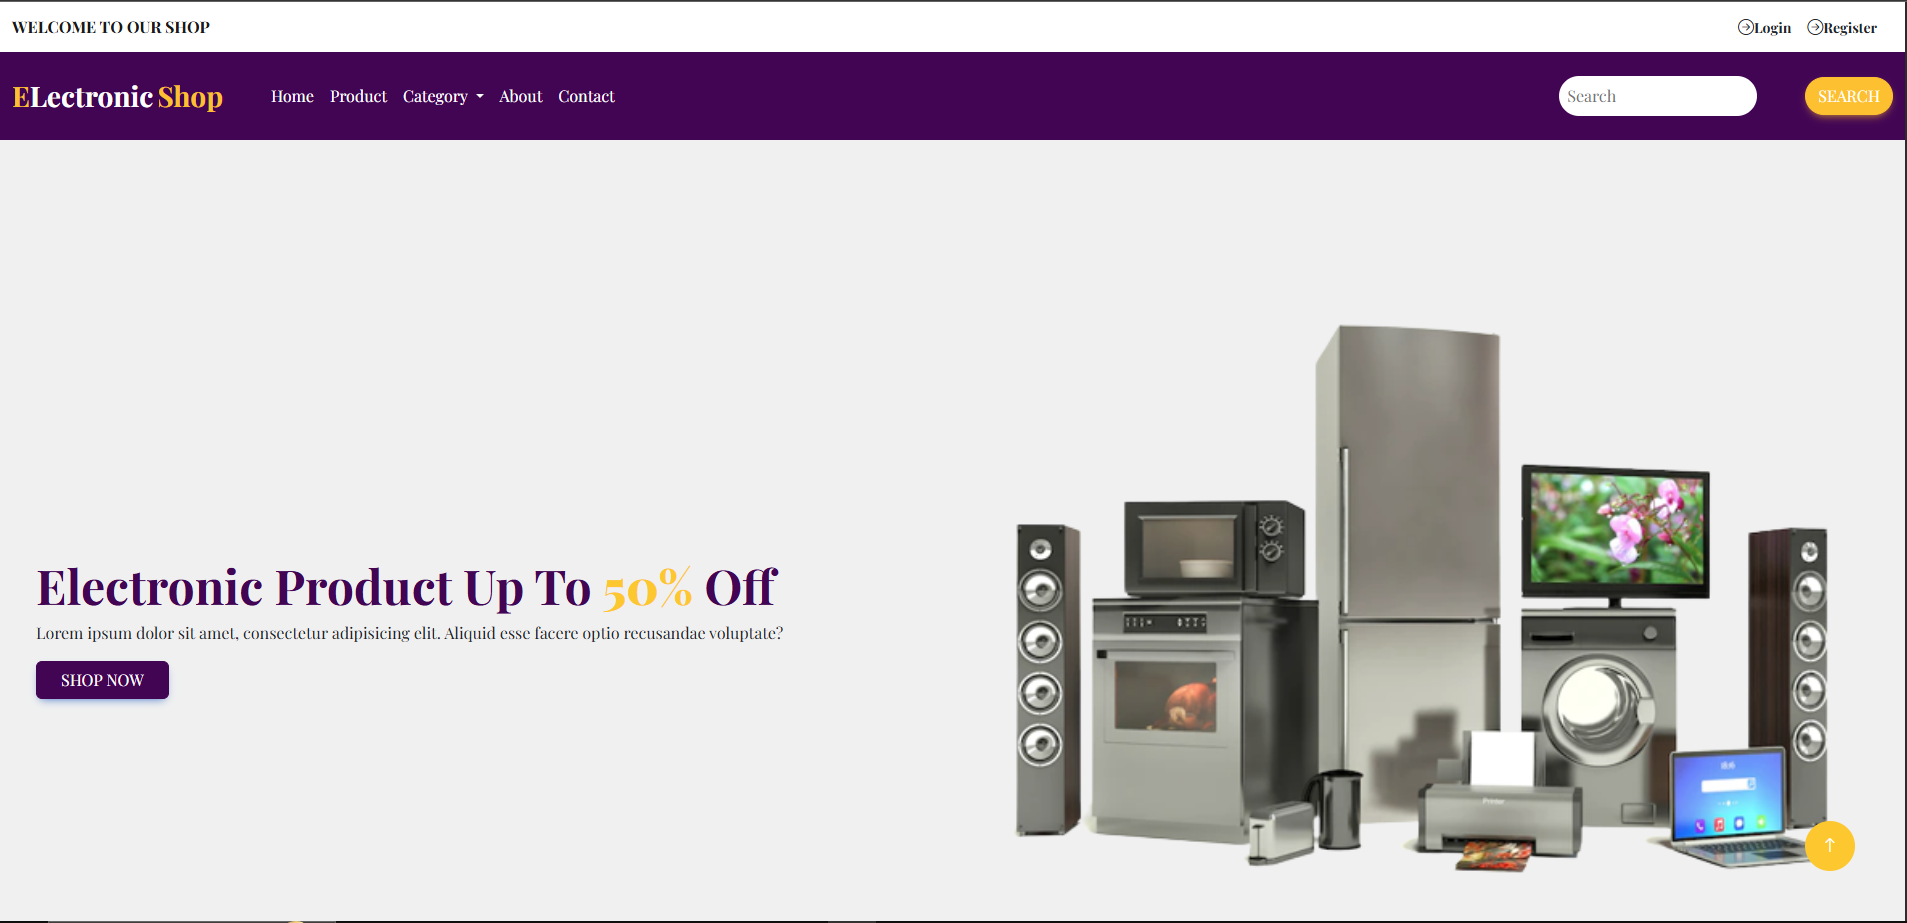 WELCOME TO OUR SHOP
Login Register
ELectronic Shop
Home Product Category About Contact
Search
SEARCH
Electronic Product Up To 50% Off
Lorem ipsum dolor sit amet, consectetur adipisicing elit. Aliquid esse facere optio recusandae voluptate?
SHOP NOW
Printer